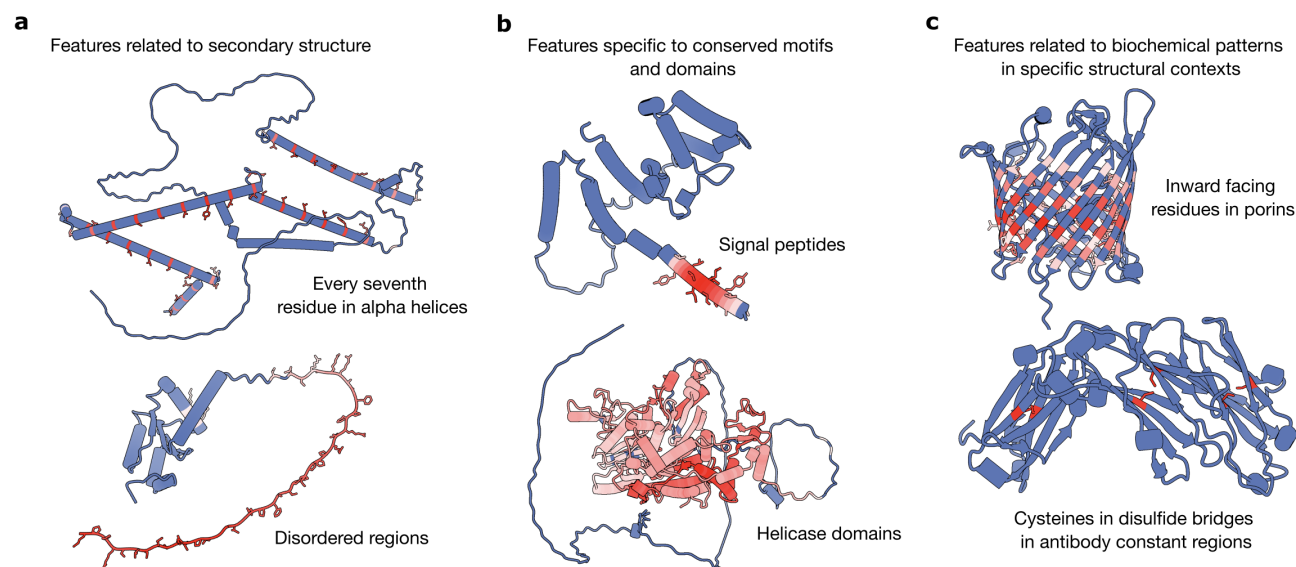 a
Features related to secondary structure
Every seventh
residue in alpha helices
Disordered regions
b
Features specific to conserved motifs
and domains
Signal peptides
Helicase domains
c
Features related to biochemical patterns
in specific structural contexts
Inward facing
residues in porins
Cysteines in disulfide bridges
in antibody constant regions